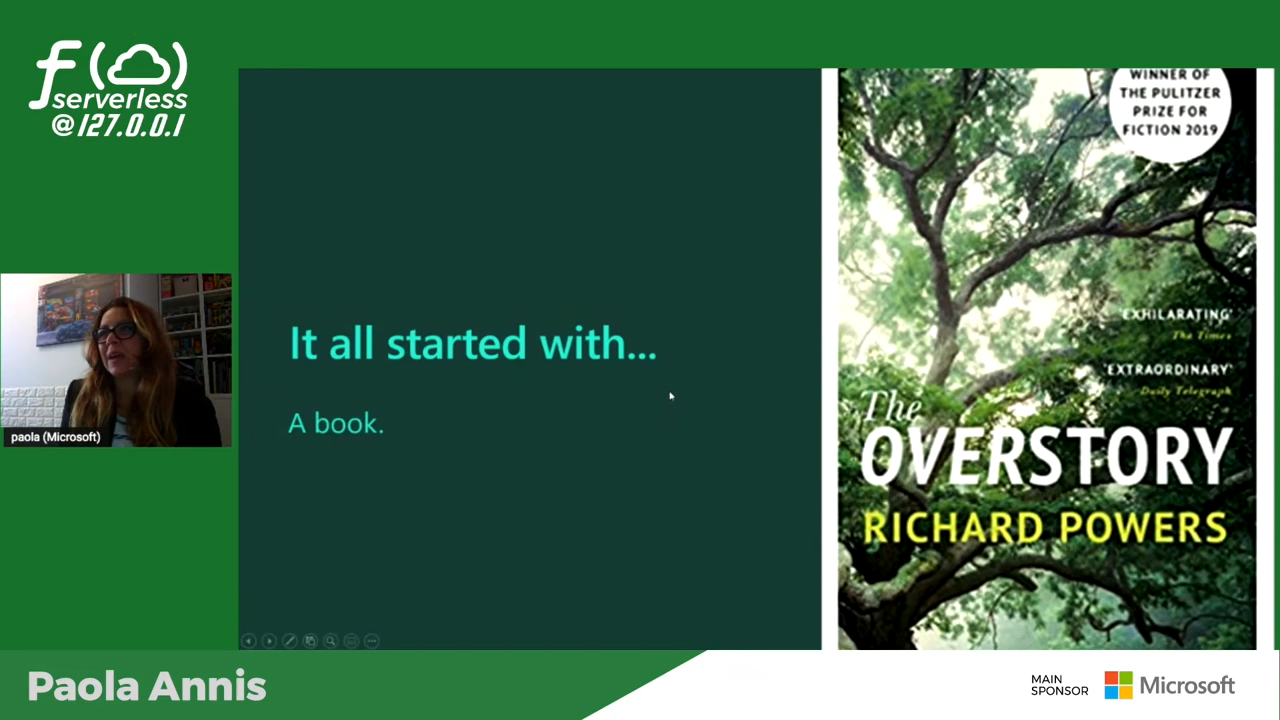 f()
serverless
@127.0.0.1
paola (Microsoft)
It all started with...
A book.
WINNER OF
THE PULITZER
PRIZE FOR
FICTION 2019
'EXHILARATING'
The Times
'EXTRAORDINARY'
Daily Telegraph
The
OVERSTORY
RICHARD POWERS
Paola Annis
MAIN
SPONSOR
Microsoft